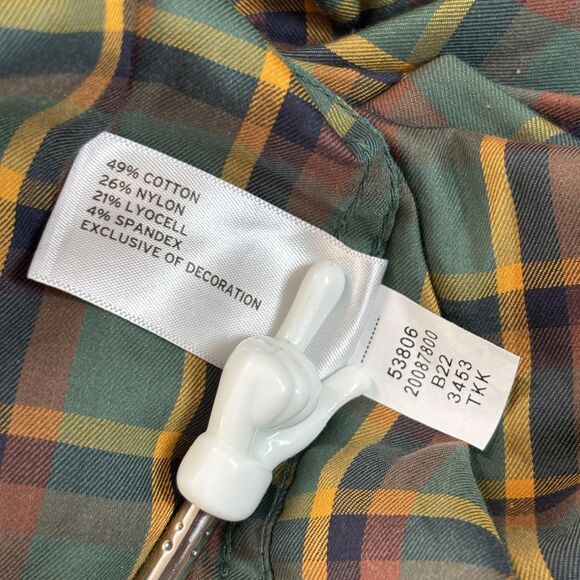 49% COTTON
26% NYLON
21% LYOCELL
4% SPANDEX
EXCLUSIVE OF DECORATION
53806
20087800
B22
3453
TKK